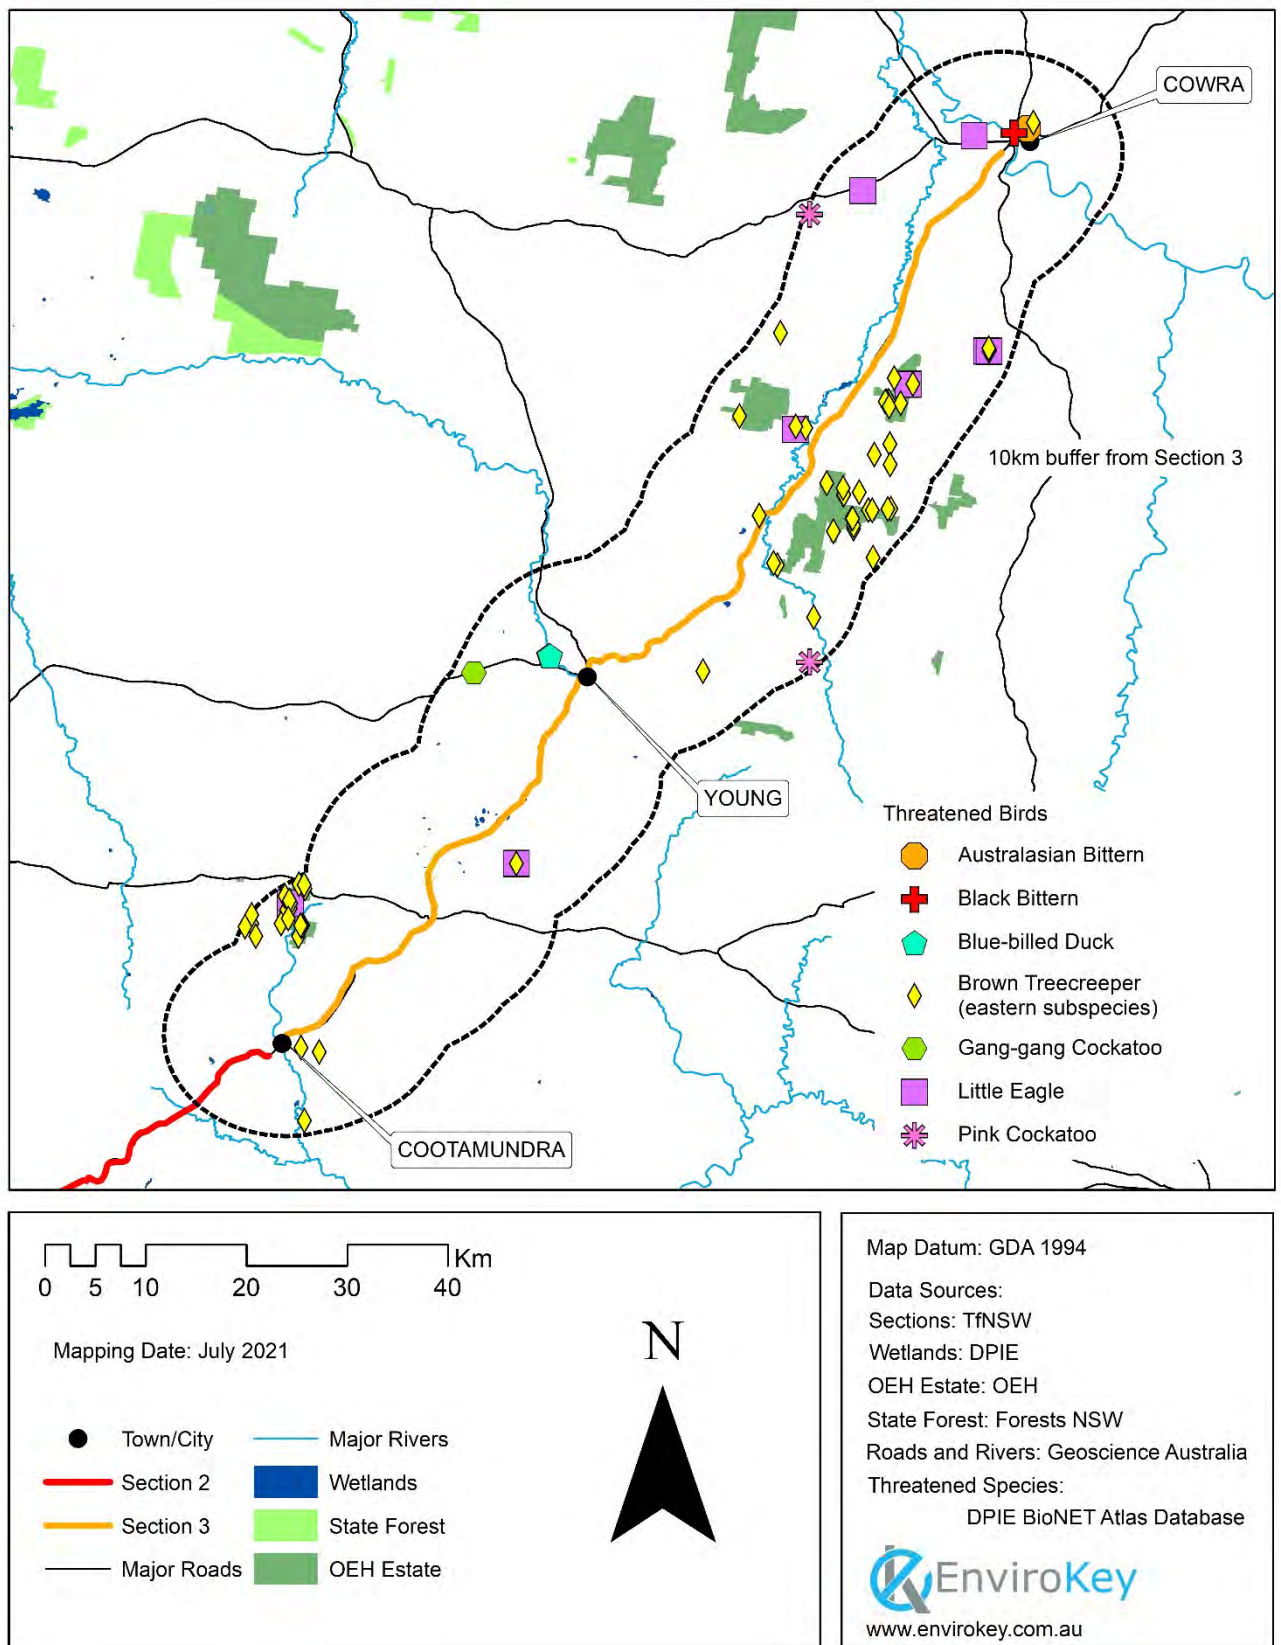 COWRA
10km buffer from Section 3
YOUNG
COOTAMUNDRA
Threatened Birds
Australasian Bittern
Black Bittern
Blue-billed Duck
Brown Treecreeper
(eastern subspecies)
Gang-gang Cockatoo
Little Eagle
Pink Cockatoo
Km
0 5 10 20 30 40
Mapping Date: July 2021
N
Town/City
Section 2
Section 3
Major Roads
Major Rivers
Wetlands
State Forest
OEH Estate
Map Datum: GDA 1994
Data Sources:
Sections: TfNSW
Wetlands: DPIE
OEH Estate: OEH
State Forest: Forests NSW
Roads and Rivers: Geoscience Australia
Threatened Species:
DPIE BioNET Atlas Database
EnviroKey
www.envirokey.com.au